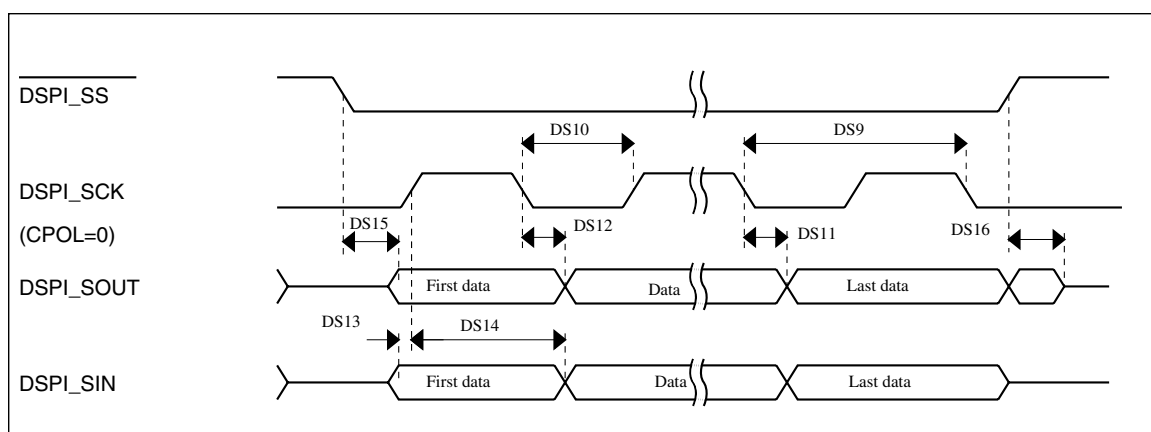 DSPI_SS
DS10
DS9
DSPI_SCK
(CPOL=0)
DS15
DS12
DS11
DS16
DSPI_SOUT
First data
Data
Last data
DS13
DS14
DSPI_SIN
First data
Data
Last data